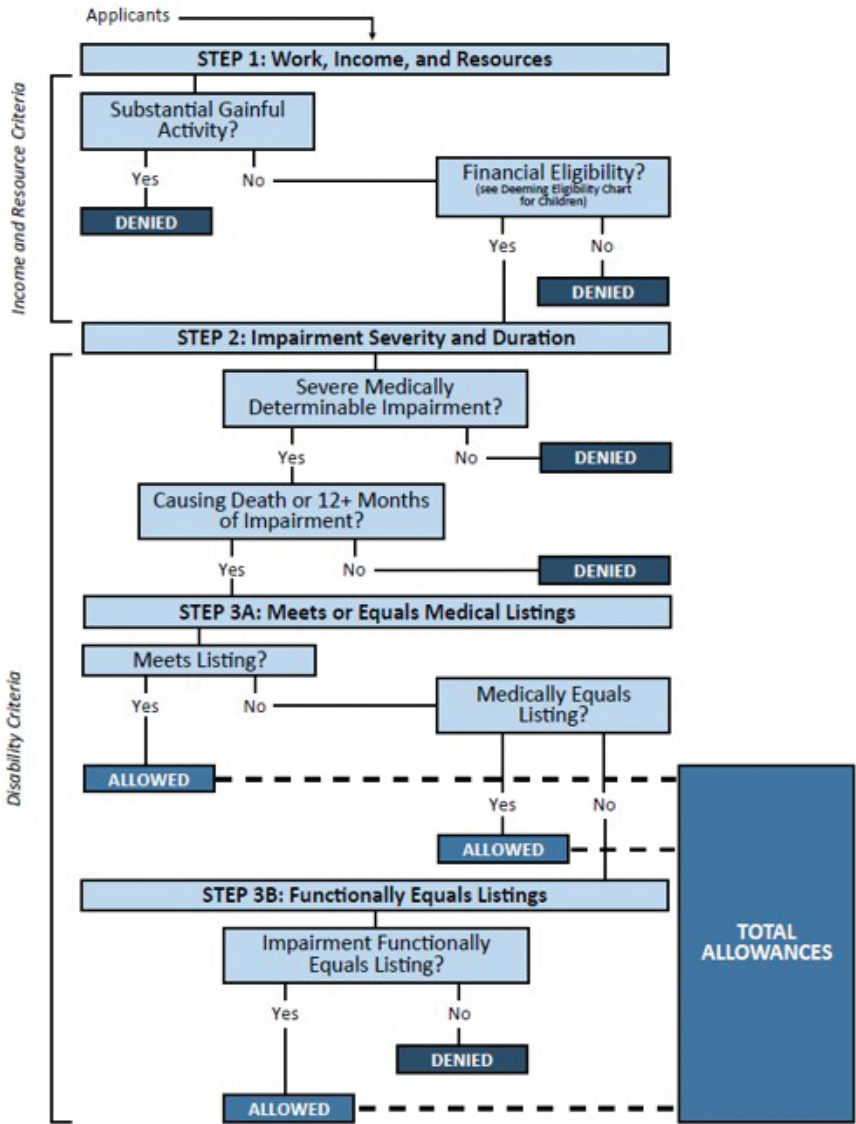 Applicants
STEP 1: Work, Income, and Resources
Income and Resource Criteria
Substantial Gainful
Activity?
Yes
No
DENIED
Financial Eligibility?
(see Deeming Eligibility Chart
for Children)
Yes
No
DENIED
STEP 2: Impairment Severity and Duration
Disability Criteria
Severe Medically
Determinable Impairment?
Yes
No
DENIED
Causing Death or 12+ Months
of Impairment?
Yes
No
DENIED
STEP 3A: Meets or Equals Medical Listings
Meets Listing?
Yes
No
ALLOWED
Medically Equals
Listing?
Yes
No
ALLOWED
STEP 3B: Functionally Equals Listings
Impairment Functionally
Equals Listing?
Yes
No
DENIED
ALLOWED
TOTAL
ALLOWANCES